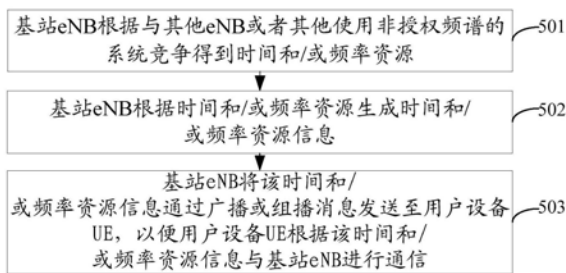 基站eNB根据与其他eNB或者其他使用非授权频谱的
系统竞争得到时间和/或频率资源
501
基站eNB根据时间和/或频率资源生成时间和/
或频率资源信息
502
基站eNB将该时间和/
或频率资源信息通过广播或组播消息发送至用户设备
UE，以便用户设备UE根据该时间和/
或频率资源信息与基站eNB进行通信
503